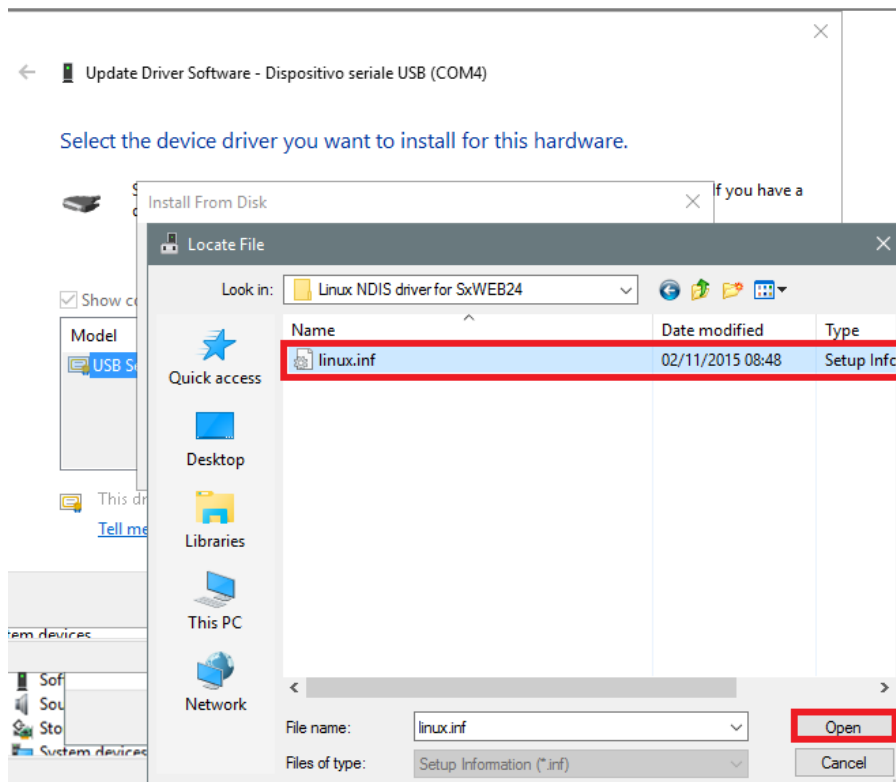 Update Driver Software - Dispositivo seriale USB (COM4)
Select the device driver you want to install for this hardware.
If you have a
Install From Disk
Locate File
Look in: Linux NDIS driver for SxWEB24
Show
Name Date modified Type
linux.inf 02/11/2015 08:48 Setup Info
Model
USB
Quick access
Desktop
This
Tell me
Libraries
This PC
Network
devices
System devices
File name: linux.inf Open
Files of type: Setup Information (*.inf) Cancel